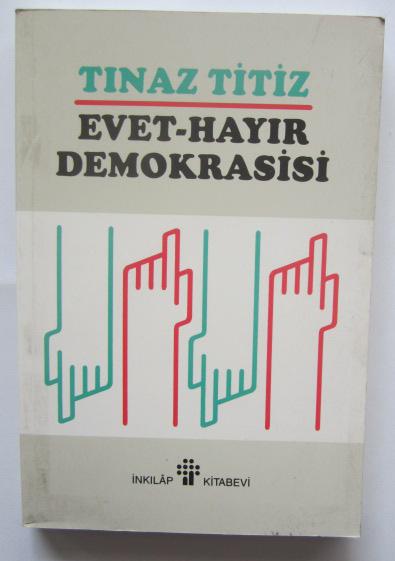 TINAZ TİTİZ
EVET-HAYIR
DEMOKRASİSİ
İNKILÂP KİTABEVİ